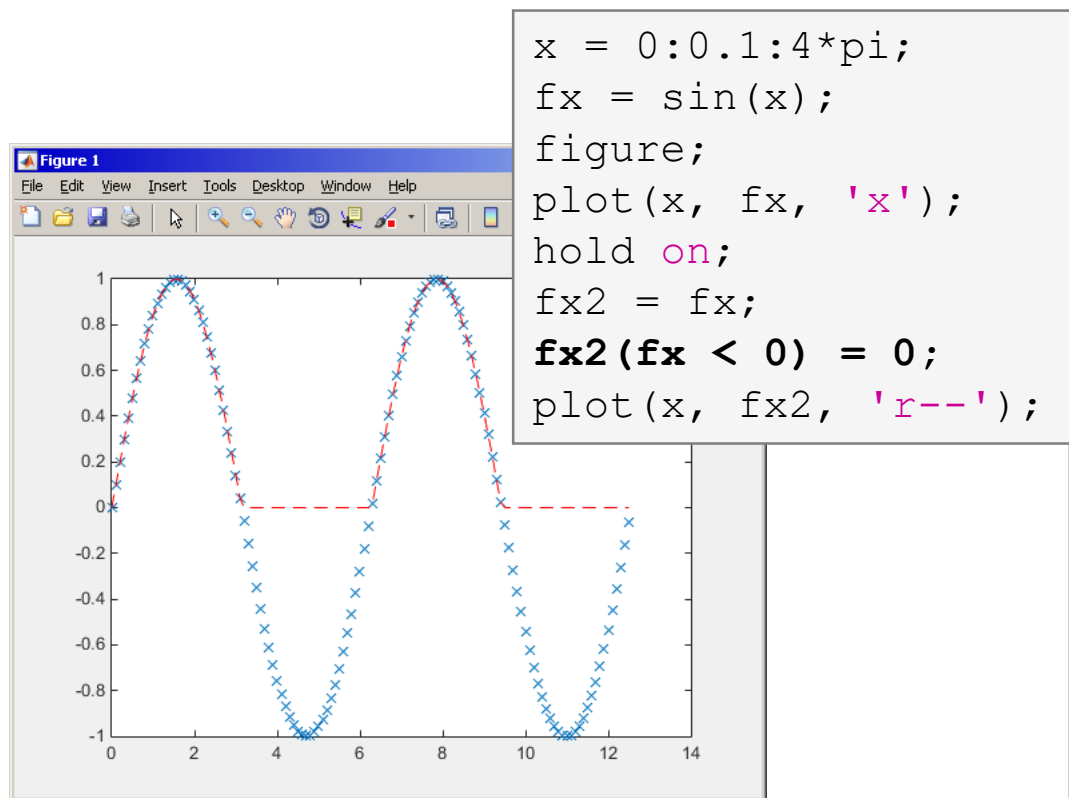 x = 0:0.1:4*pi;
fx = sin(x);
figure;
plot(x, fx, 'x');
hold on;
fx2 = fx;
fx2(fx < 0) = 0;
plot(x, fx2, 'r--');
Figure 1
File Edit View Insert Tools Desktop Window Help
1
0.8
0.6
0.4
0.2
0
-0.2
-0.4
-0.6
-0.8
-1
0 2 4 6 8 10 12 14